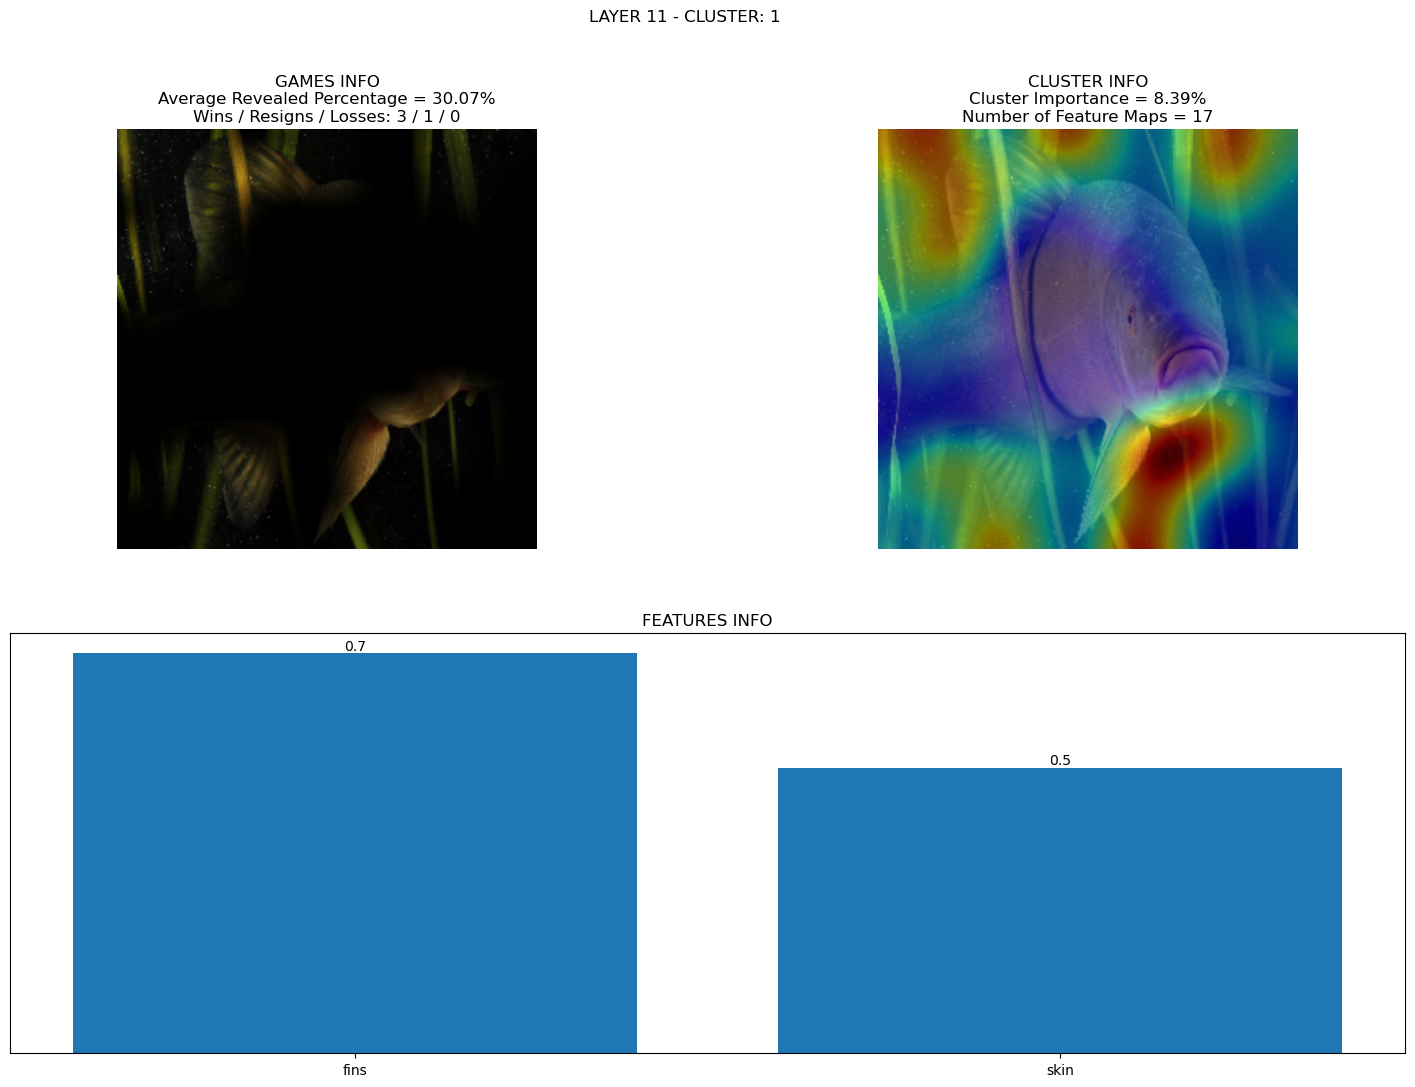 LAYER 11 - CLUSTER: 1
GAMES INFO
Average Revealed Percentage = 30.07%
Wins / Resigns / Losses: 3 / 1 / 0
CLUSTER INFO
Cluster Importance = 8.39%
Number of Feature Maps = 17
FEATURES INFO
0.7
0.5
fins
skin